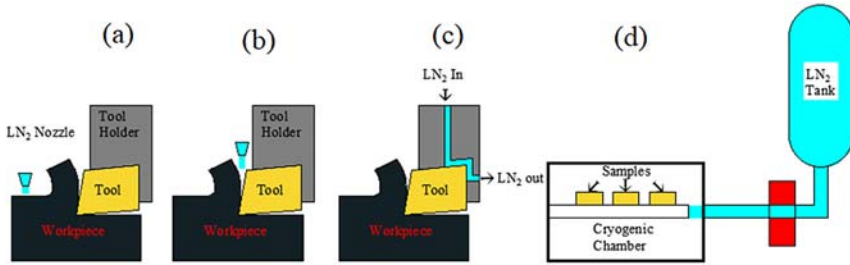 (a)
LN2 Nozzle
Tool
Holder
Tool
Workpiece
(b)
Tool
Holder
Tool
Workpiece
(c)
LN2 In
LN2 out
Tool
Workpiece
(d)
Samples
Cryogenic
Chamber
LN2
Tank